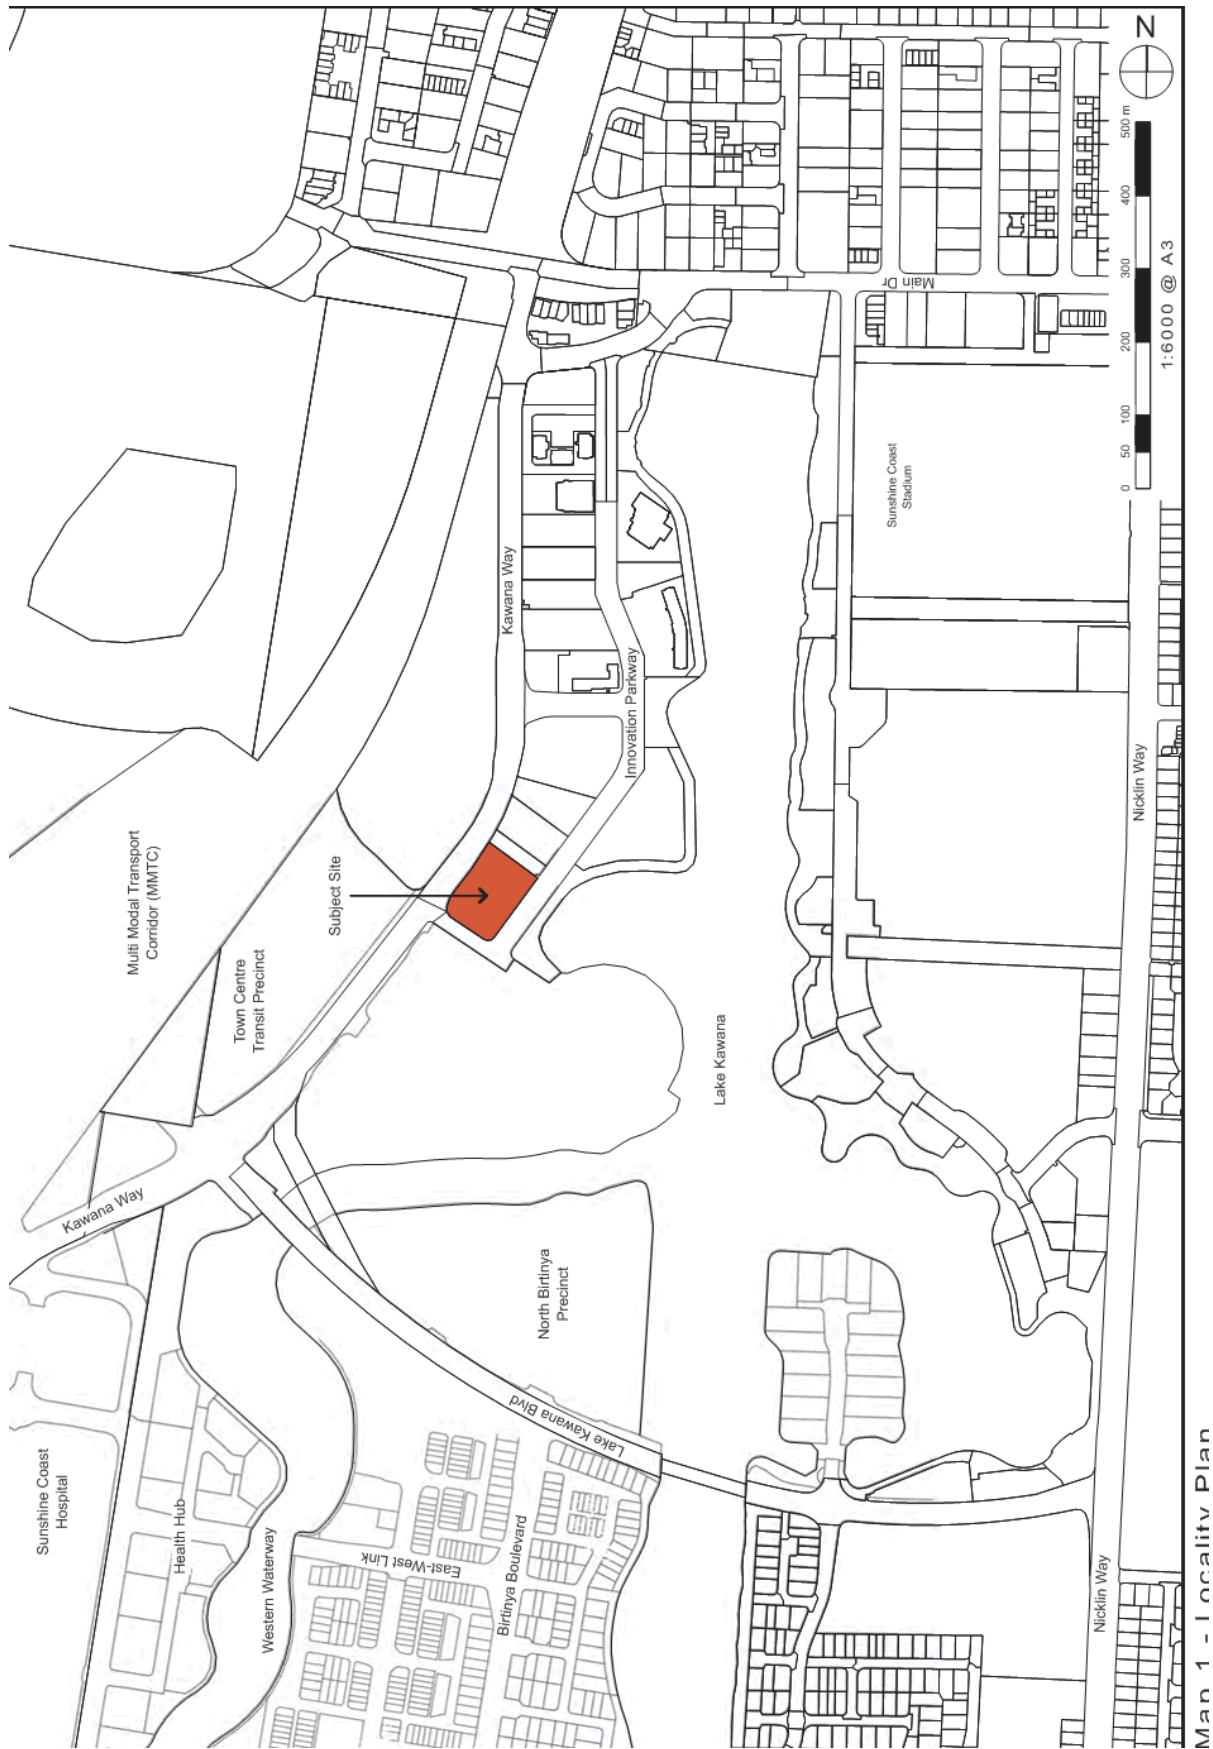 N
500 m
400
300
200
100
50
0
1:6000 @ A3
Main Dr
Sunshine Coast
Stadium
Kawana Way
Innovation Parkway
Nicklin Way
Multi Modal Transport
Corridor (MMTC)
Subject Site
Town Centre
Transit Precinct
Lake Kawana
Kawana Way
North Birtinya
Precinct
Lake Kawana Blvd
Sunshine Coast
Hospital
Health Hub
Western Waterway
East-West Link
Birtinya Boulevard
Nicklin Way
Map 1 - Locality Plan